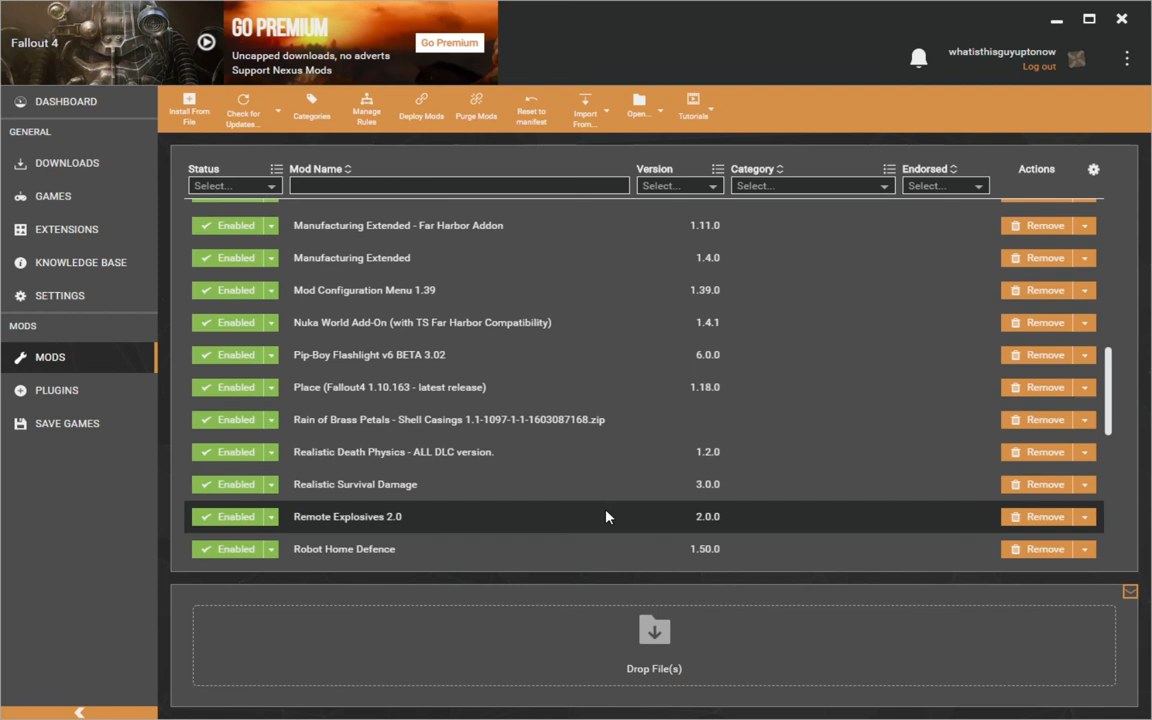 Fallout 4
GO PREMIUM
Uncapped downloads, no adverts
Support Nexus Mods
Go Premium
whatisthisguyuptonow
Log out
DASHBOARD
GENERAL
DOWNLOADS
GAMES
EXTENSIONS
KNOWLEDGE BASE
SETTINGS
MODS
MODS
PLUGINS
SAVE GAMES
Install From
File
Check for
Updates...
Categories
Manage
Rules
Deploy Mods
Purge Mods
Reset to
manifest
Import
From...
Open...
Tutorials
Status Mod Name Version Category Endorsed Actions
Select... Select... Select... Select...
Enabled Manufacturing Extended - Far Harbor Addon 1.11.0 Remove
Enabled Manufacturing Extended 1.4.0 Remove
Enabled Mod Configuration Menu 1.39 1.39.0 Remove
Enabled Nuka World Add-On (with TS Far Harbor Compatibility) 1.4.1 Remove
Enabled Pip-Boy Flashlight v6 BETA 3.02 6.0.0 Remove
Enabled Place (Fallout4 1.10.163 - latest release) 1.18.0 Remove
Enabled Rain of Brass Petals - Shell Casings 1.1-1097-1-1-1603087168.zip Remove
Enabled Realistic Death Physics - ALL DLC version. 1.2.0 Remove
Enabled Realistic Survival Damage 3.0.0 Remove
Enabled Remote Explosives 2.0 2.0.0 Remove
Enabled Robot Home Defence 1.50.0 Remove
Drop File(s)